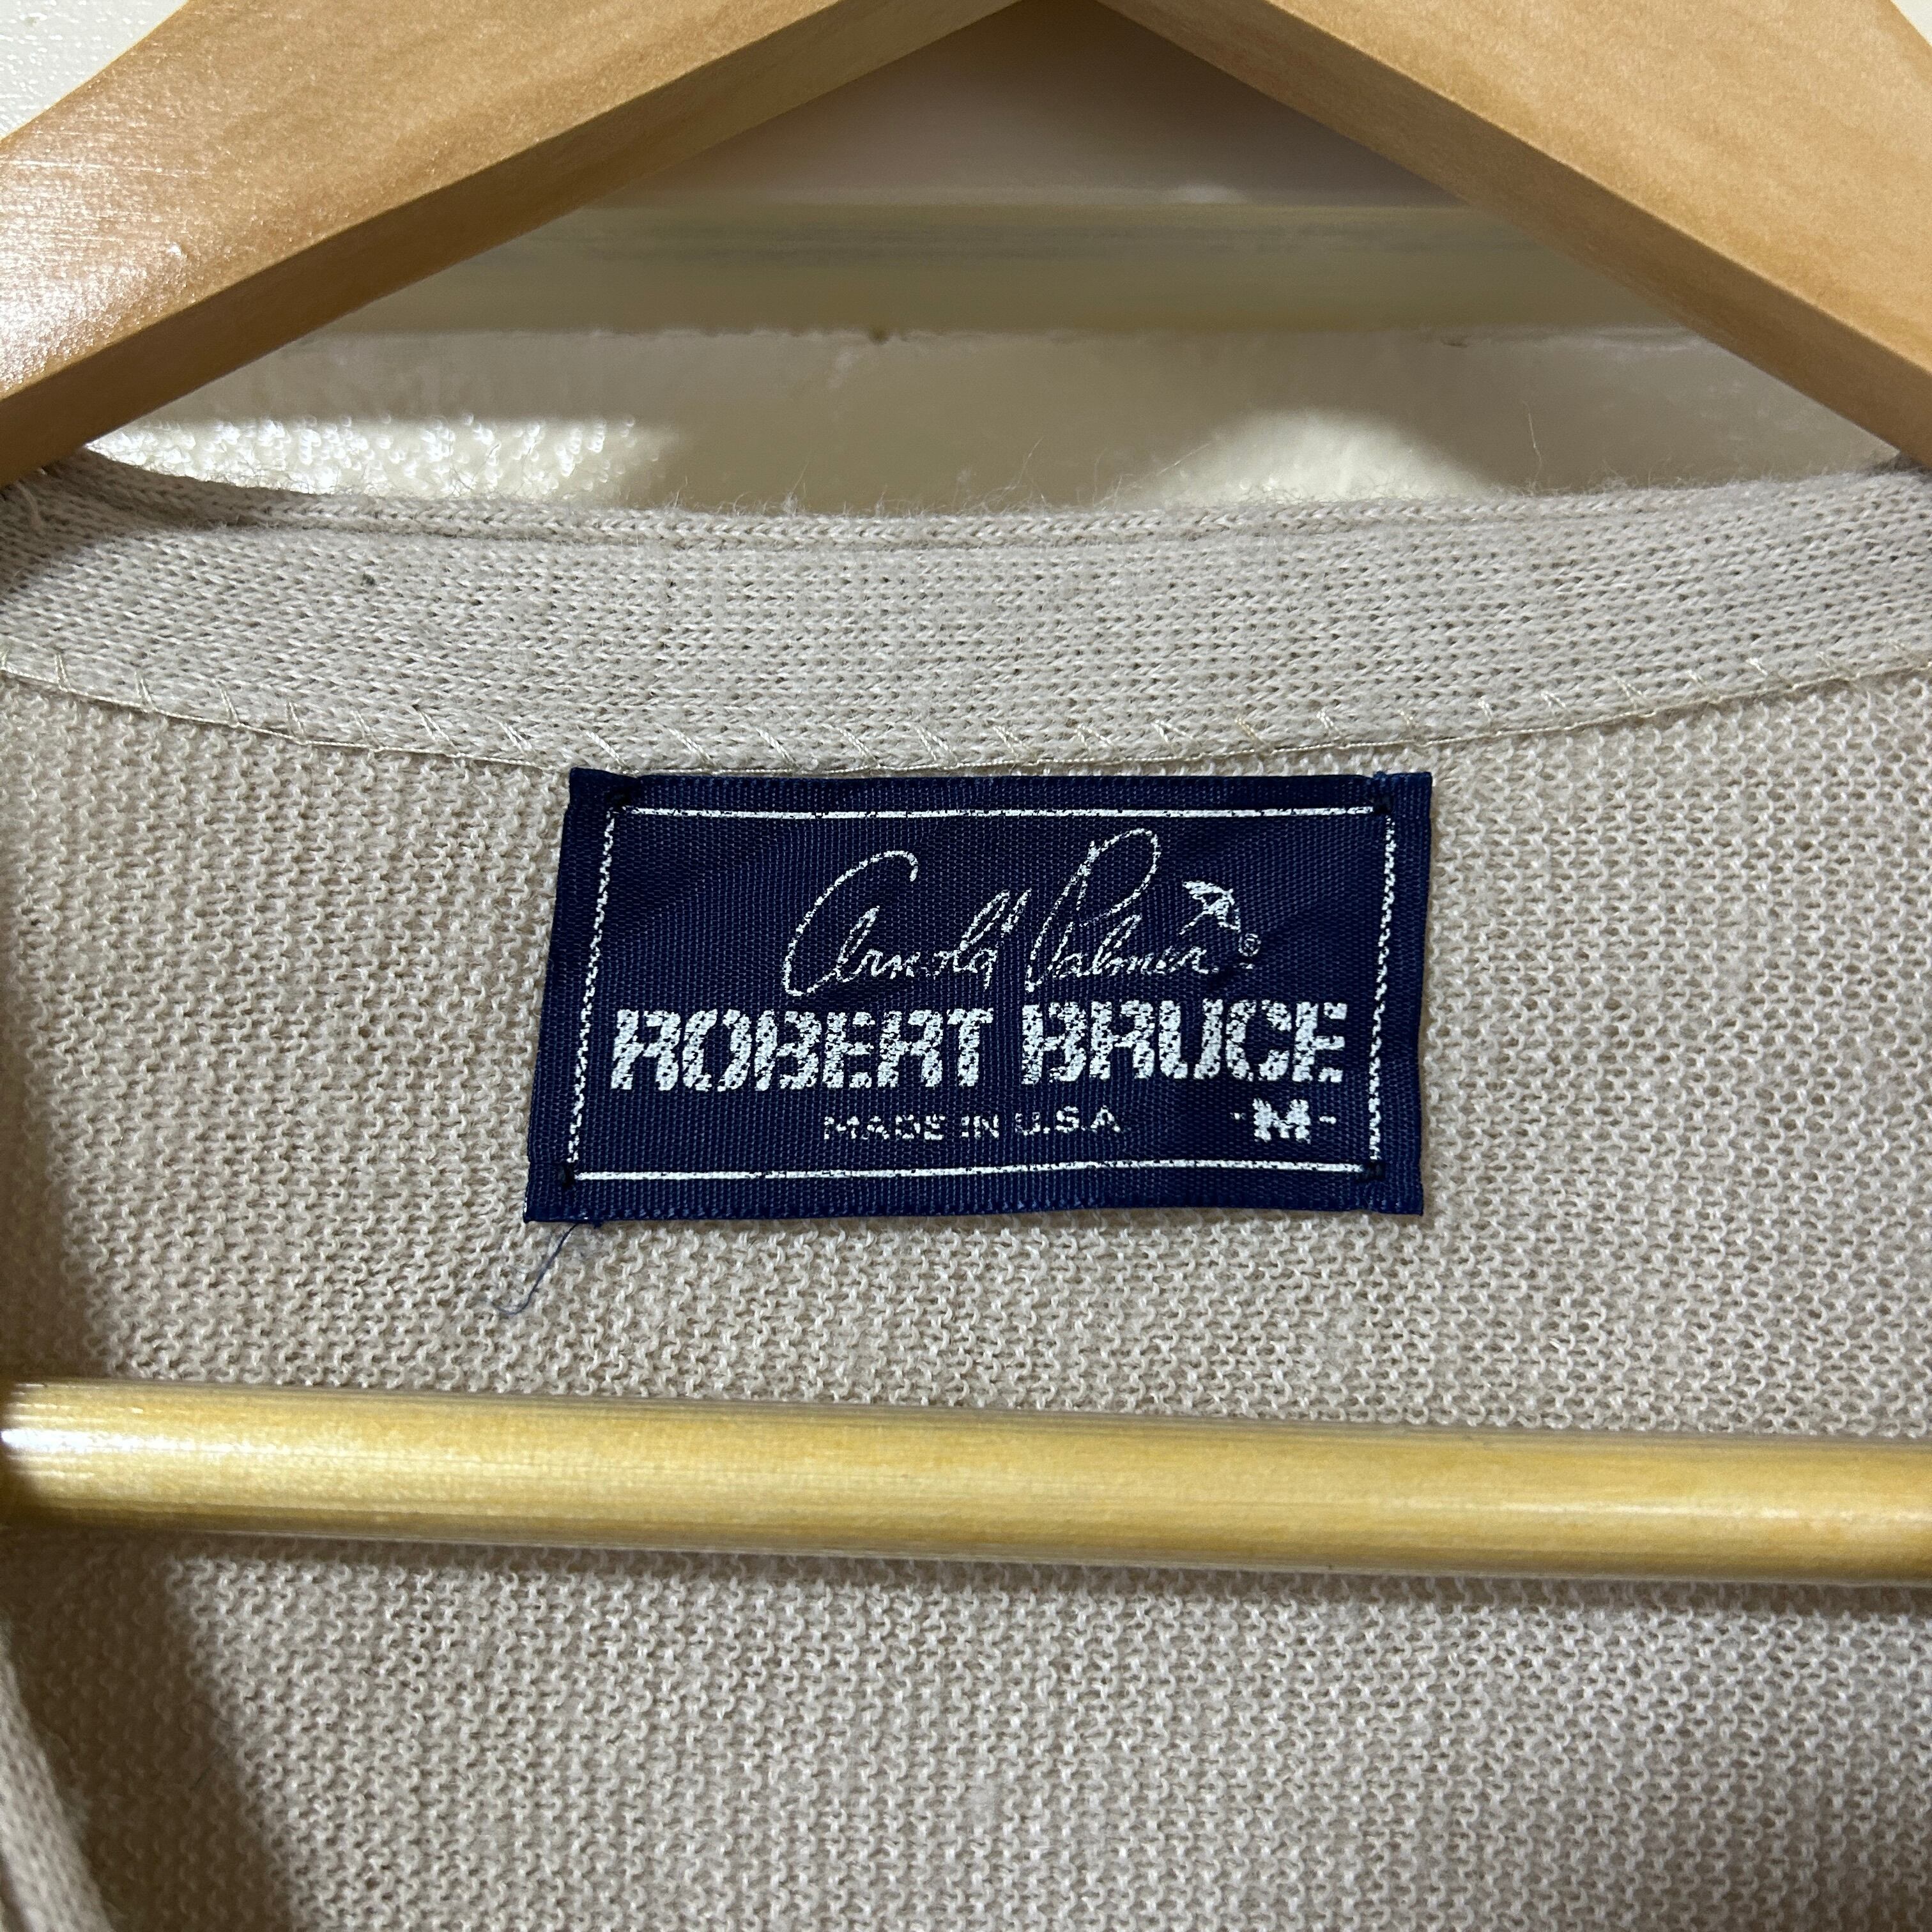 Arnold Palmer ®
ROBERT BRUCE
MADE IN U.S.A -M-